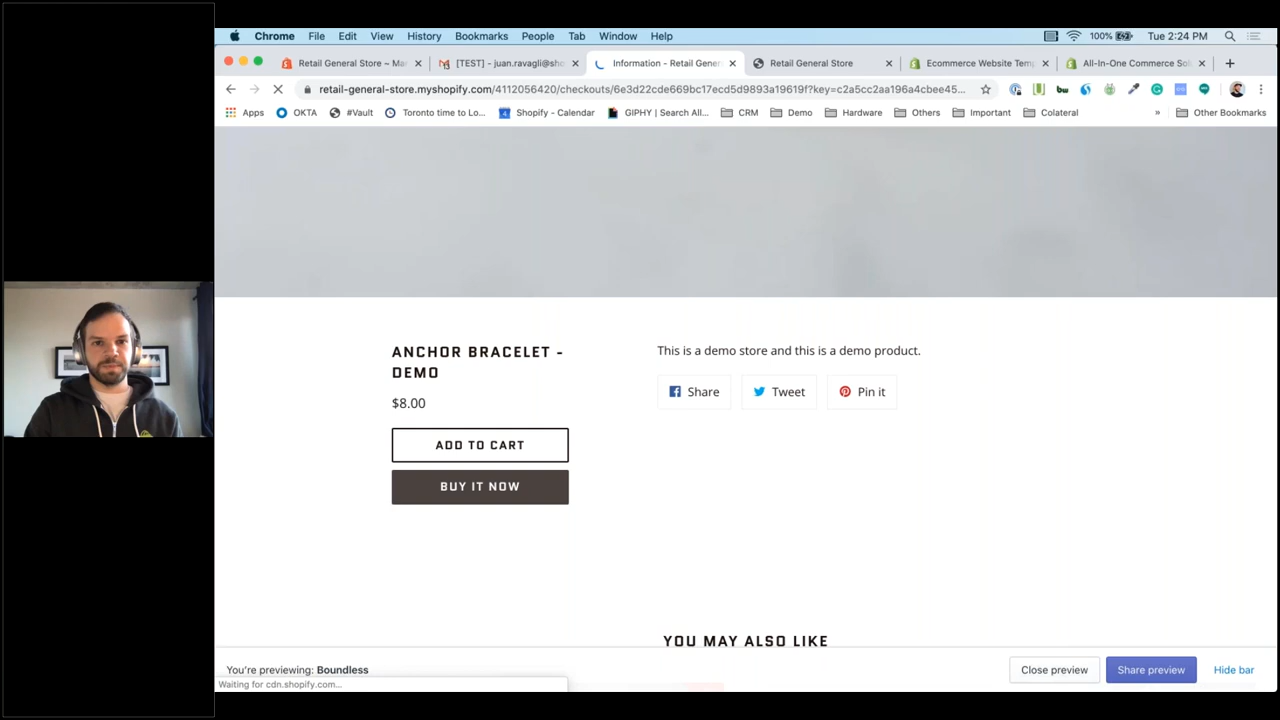 Chrome File Edit View History Bookmarks People Tab Window Help 100% Tue 2:24 PM
Retail General Store ~ Mar [TEST] - juan.ravagli@sho Information - Retail Gener Retail General Store Ecommerce Website Temp All-In-One Commerce Solu
retail-general-store.myshopify.com/4112056420/checkouts/6e3d22cde669bc17ecd5d9893a19619f?key=c2a5cc2aa196a4cbee45...
Apps OKTA #Vault Toronto time to Lo... Shopify - Calendar GIPHY | Search All... CRM Demo Hardware Others Important Colateral » Other Bookmarks
ANCHOR BRACELET -
DEMO
$8.00
ADD TO CART
BUY IT NOW
This is a demo store and this is a demo product.
Share Tweet Pin it
YOU MAY ALSO LIKE
You're previewing: Boundless Close preview Share preview Hide bar
Waiting for cdn.shopify.com...